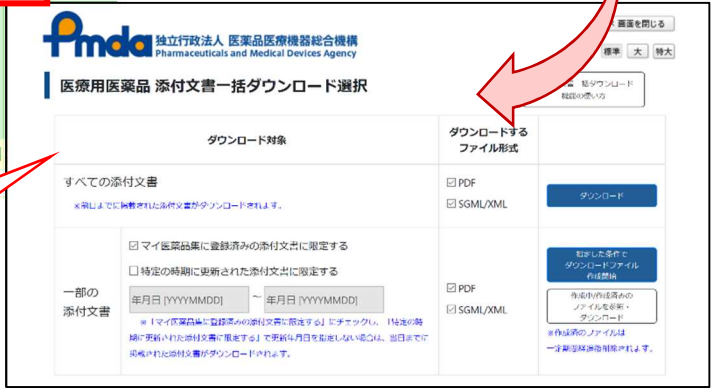 画面を閉じる
Pmda 独立行政法人 医薬品医療機器総合機構
Pharmaceuticals and Medical Devices Agency
標準 大 特大
医療用医薬品 添付文書一括ダウンロード選択
括ダウンロード
機能の使い方
ダウンロード対象
ダウンロードする
ファイル形式
すべての添付文書
※前日までに掲載された添付文書がダウンロードされます。
PDF
SGML/XML
ダウンロード
一部の
添付文書
マイ医薬品集に登録済みの添付文書に限定する
特定の時期に更新された添付文書に限定する
年月日 [YYYYMMDD] ～ 年月日 [YYYYMMDD]
※「マイ医薬品集に登録済みの添付文書に限定する」にチェックし、「特定の時
期に更新された添付文書に限定する」で更新年月日を指定しない場合は、当日までに
掲載された添付文書がダウンロードされます。
PDF
SGML/XML
指定した条件で
ダウンロードファイル
作成開始
作成中/作成済みの
ファイルを参照・
ダウンロード
※作成済のファイルは
一定期間経過後削除されます。